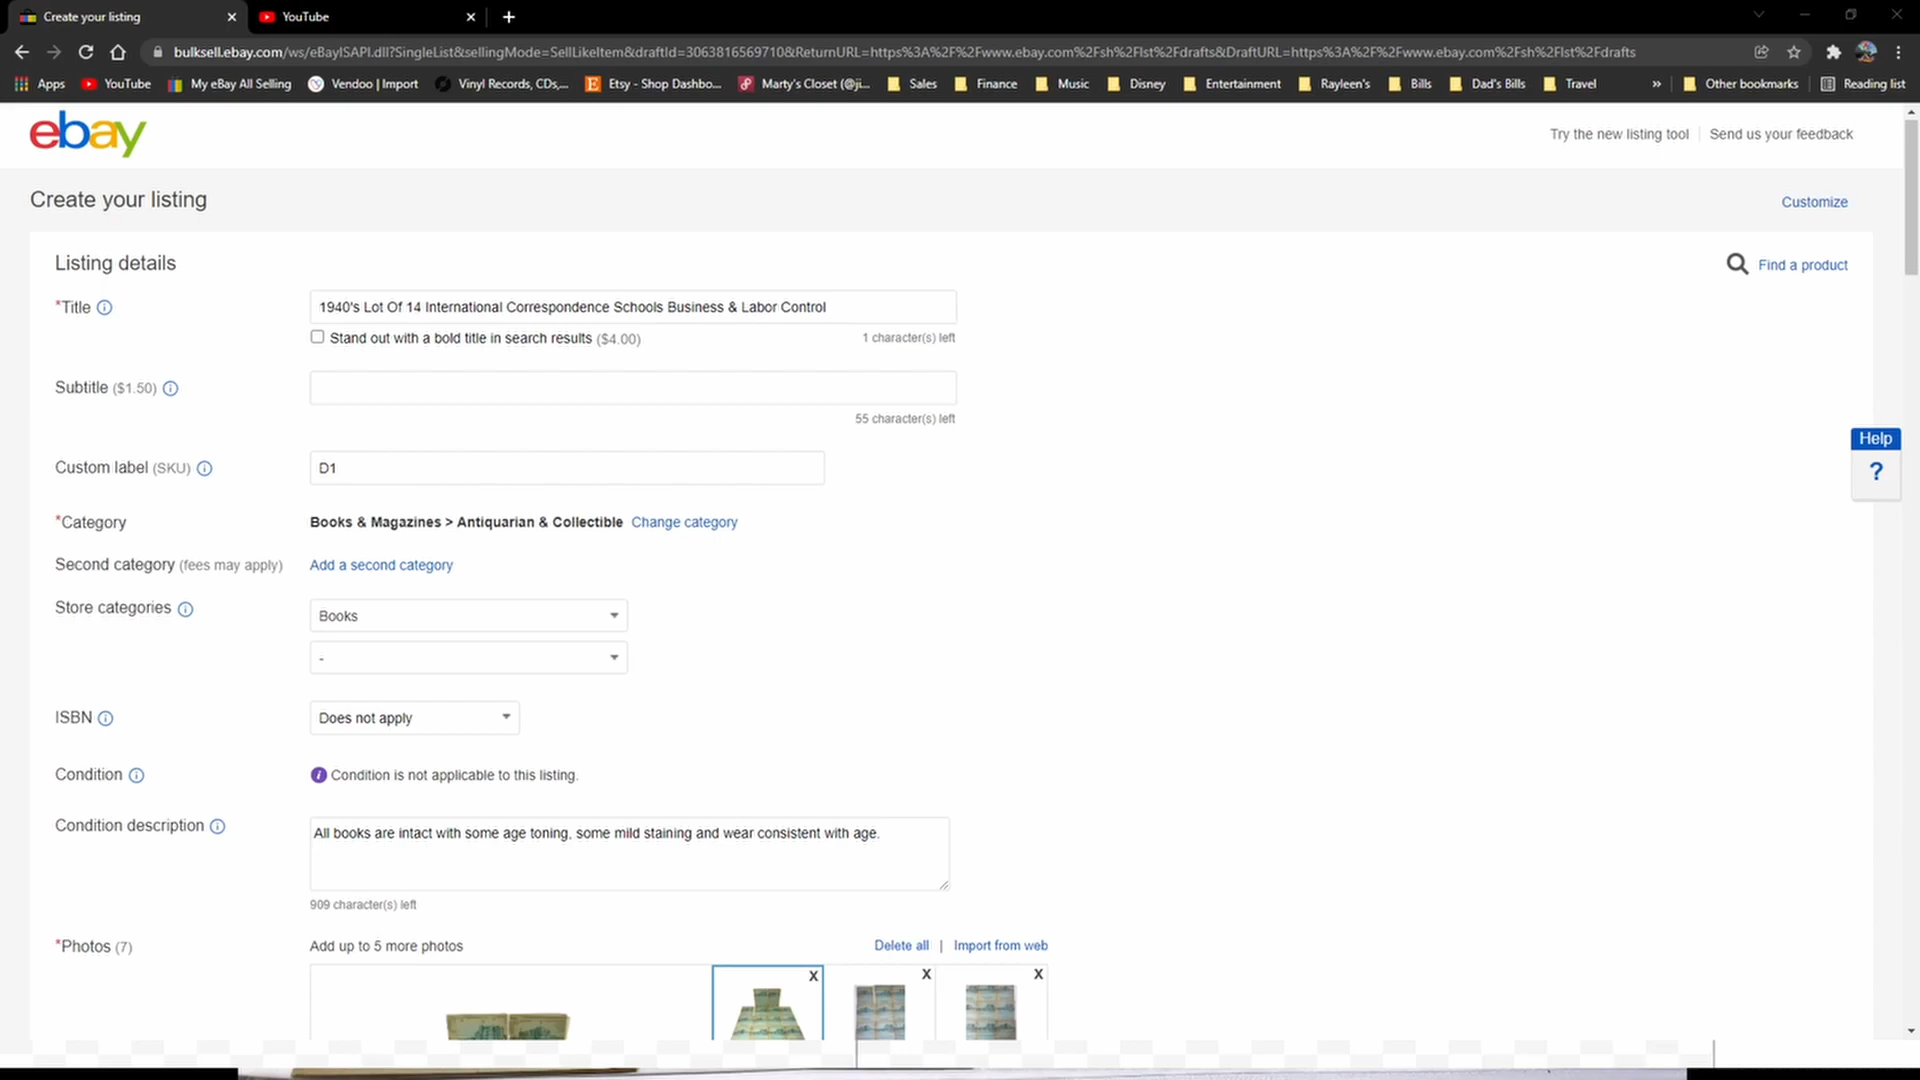 Create your listing
YouTube
bulksell.ebay.com/ws/eBayISAPI.dll?SingleList&sellingMode=SellLikeItem&draftId=3063816569710&ReturnURL=https%3A%2F%2Fwww.ebay.com%2Fsh%2Flst%2Fdrafts&DraftURL=https%3A%2F%2Fwww.ebay.com%2Fsh%2Flst%2Fdrafts
Apps YouTube My eBay All Selling Vendoo | Import Vinyl Records, CDs,... Etsy - Shop Dashbo... Marty's Closet (@ji... Sales Finance Music Disney Entertainment Rayleen's Bills Dad's Bills Travel » Other bookmarks Reading list
ebay
Try the new listing tool | Send us your feedback
Create your listing
Customize
Listing details
Find a product
*Title
1940's Lot Of 14 International Correspondence Schools Business & Labor Control
Stand out with a bold title in search results ($4.00)
1 character(s) left
Subtitle ($1.50)
55 character(s) left
Help
?
Custom label (SKU)
D1
*Category
Books & Magazines > Antiquarian & Collectible Change category
Second category (fees may apply)
Add a second category
Store categories
Books
-
ISBN
Does not apply
Condition
Condition is not applicable to this listing.
Condition description
All books are intact with some age toning, some mild staining and wear consistent with age.
909 character(s) left
*Photos (7)
Add up to 5 more photos
Delete all | Import from web
X
X
X